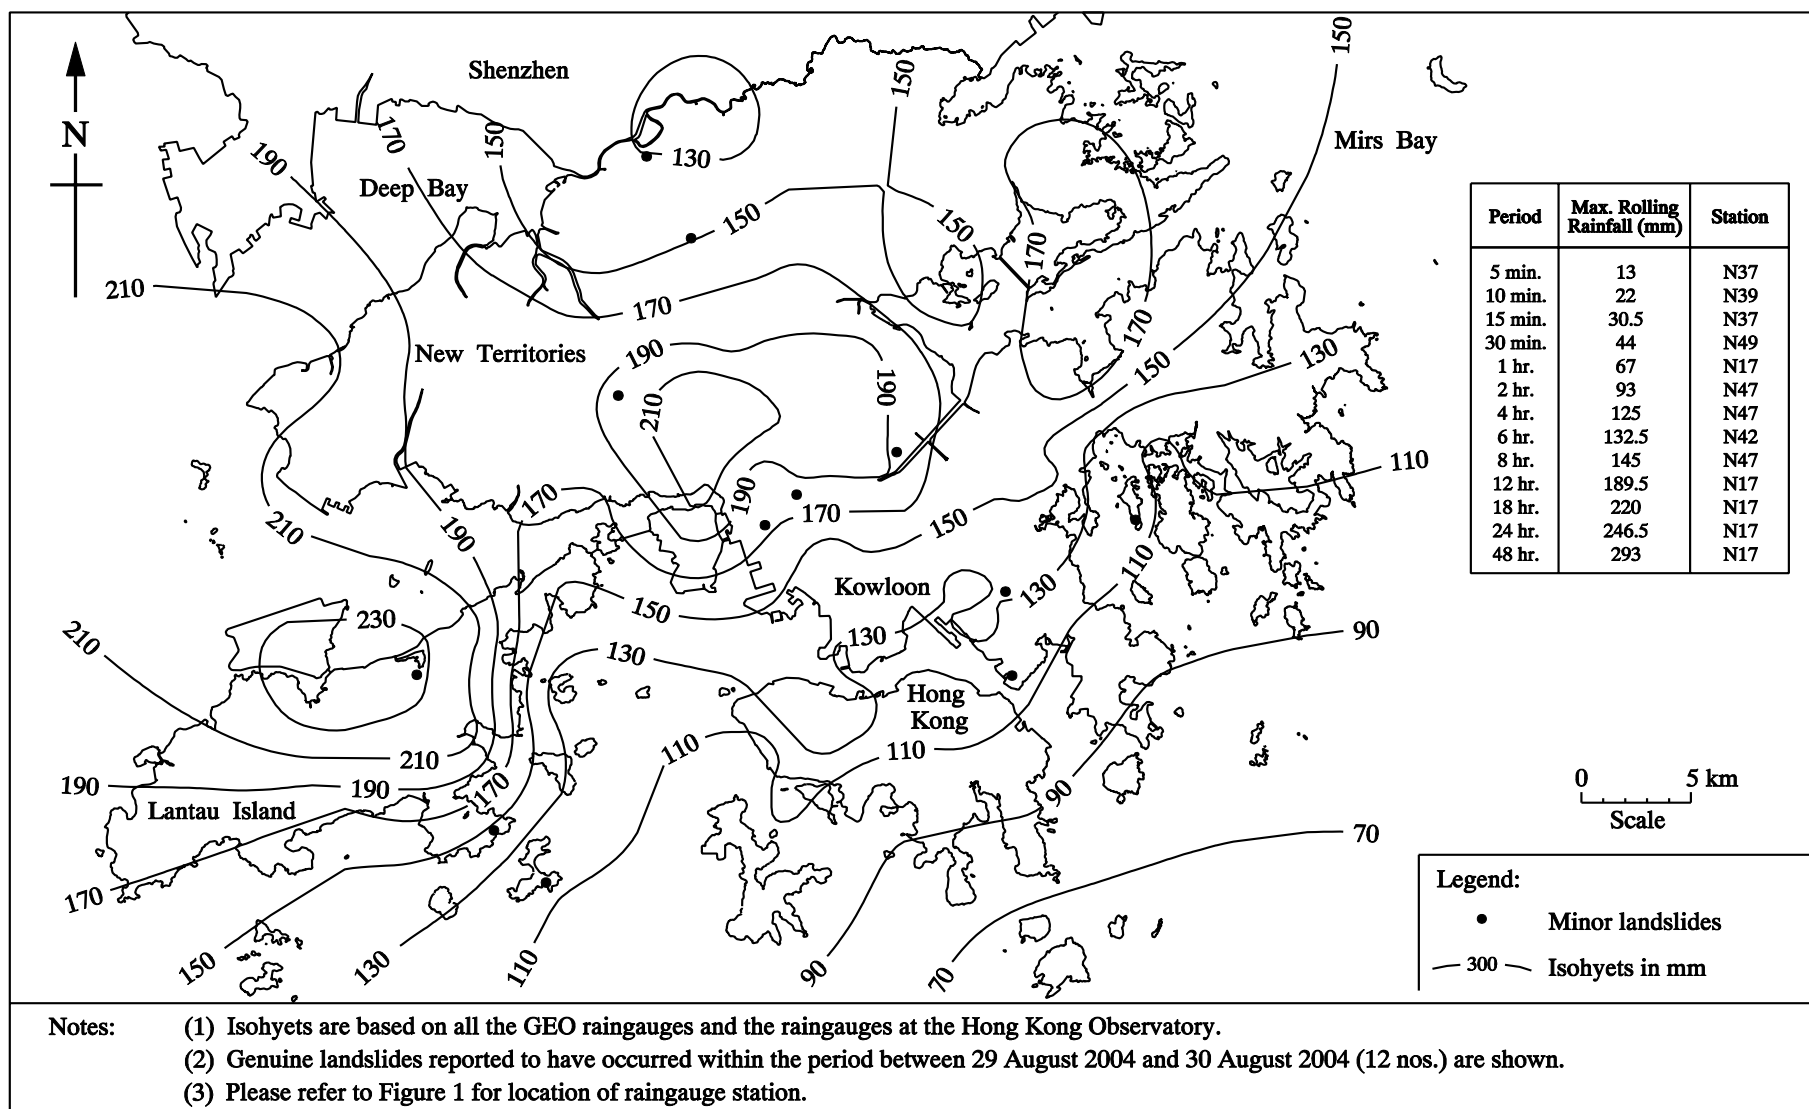 150
Shenzhen
150
N
170
150
Mirs Bay
190
130
Deep Bay
150
150
170
210
170
170
New Territories
190
150
130
190
210
110
170
190
170
210
190
150
110
Kowloon
130
150
230
210
130
90
130
Hong
Kong
110
110
210
190
190
170
90
Lantau Island
70
170
150
130
110
90
70
Period Max. Rolling Rainfall (mm) Station
5 min. 13 N37
10 min. 22 N39
15 min. 30.5 N37
30 min. 44 N49
1 hr. 67 N17
2 hr. 93 N47
4 hr. 125 N47
6 hr. 132.5 N42
8 hr. 145 N47
12 hr. 189.5 N17
18 hr. 220 N17
24 hr. 246.5 N17
48 hr. 293 N17
0 5 km
Scale
Legend:
Minor landslides
300 Isohyets in mm
Notes: (1) Isohyets are based on all the GEO raingauges and the raingauges at the Hong Kong Observatory.
(2) Genuine landslides reported to have occurred within the period between 29 August 2004 and 30 August 2004 (12 nos.) are shown.
(3) Please refer to Figure 1 for location of raingauge station.